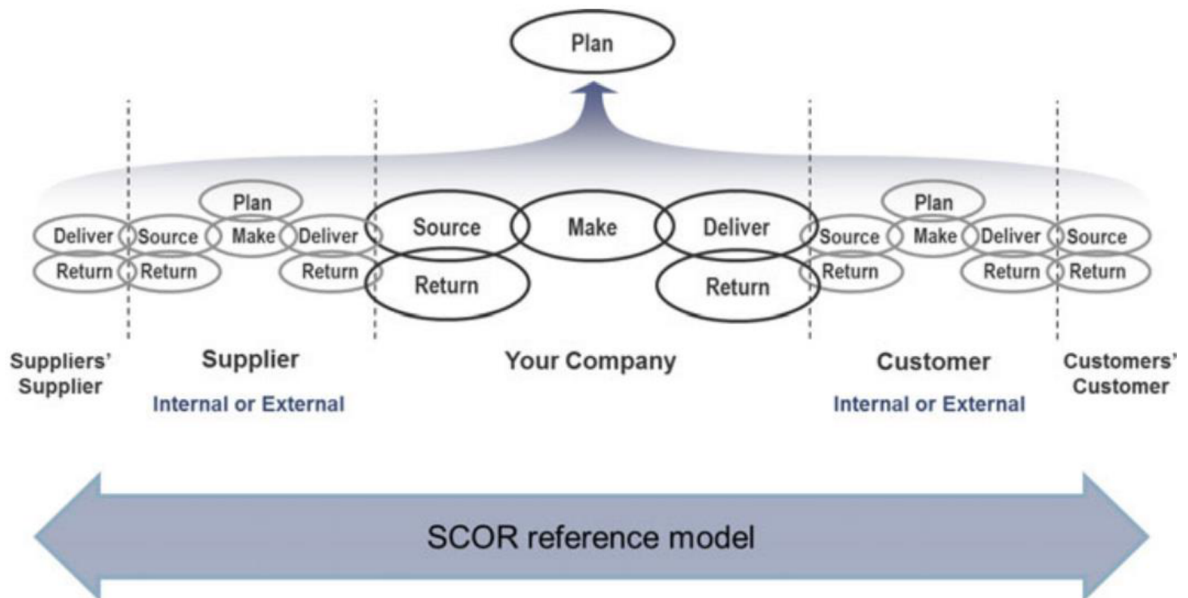 Plan
Plan
Plan
Deliver Source Make Deliver Source Make Deliver Source Make Deliver Source
Return Return Return Return Return Return Return Return
Suppliers'
Supplier
Supplier
Internal or External
Your Company
Customer
Internal or External
Customers'
Customer
SCOR reference model